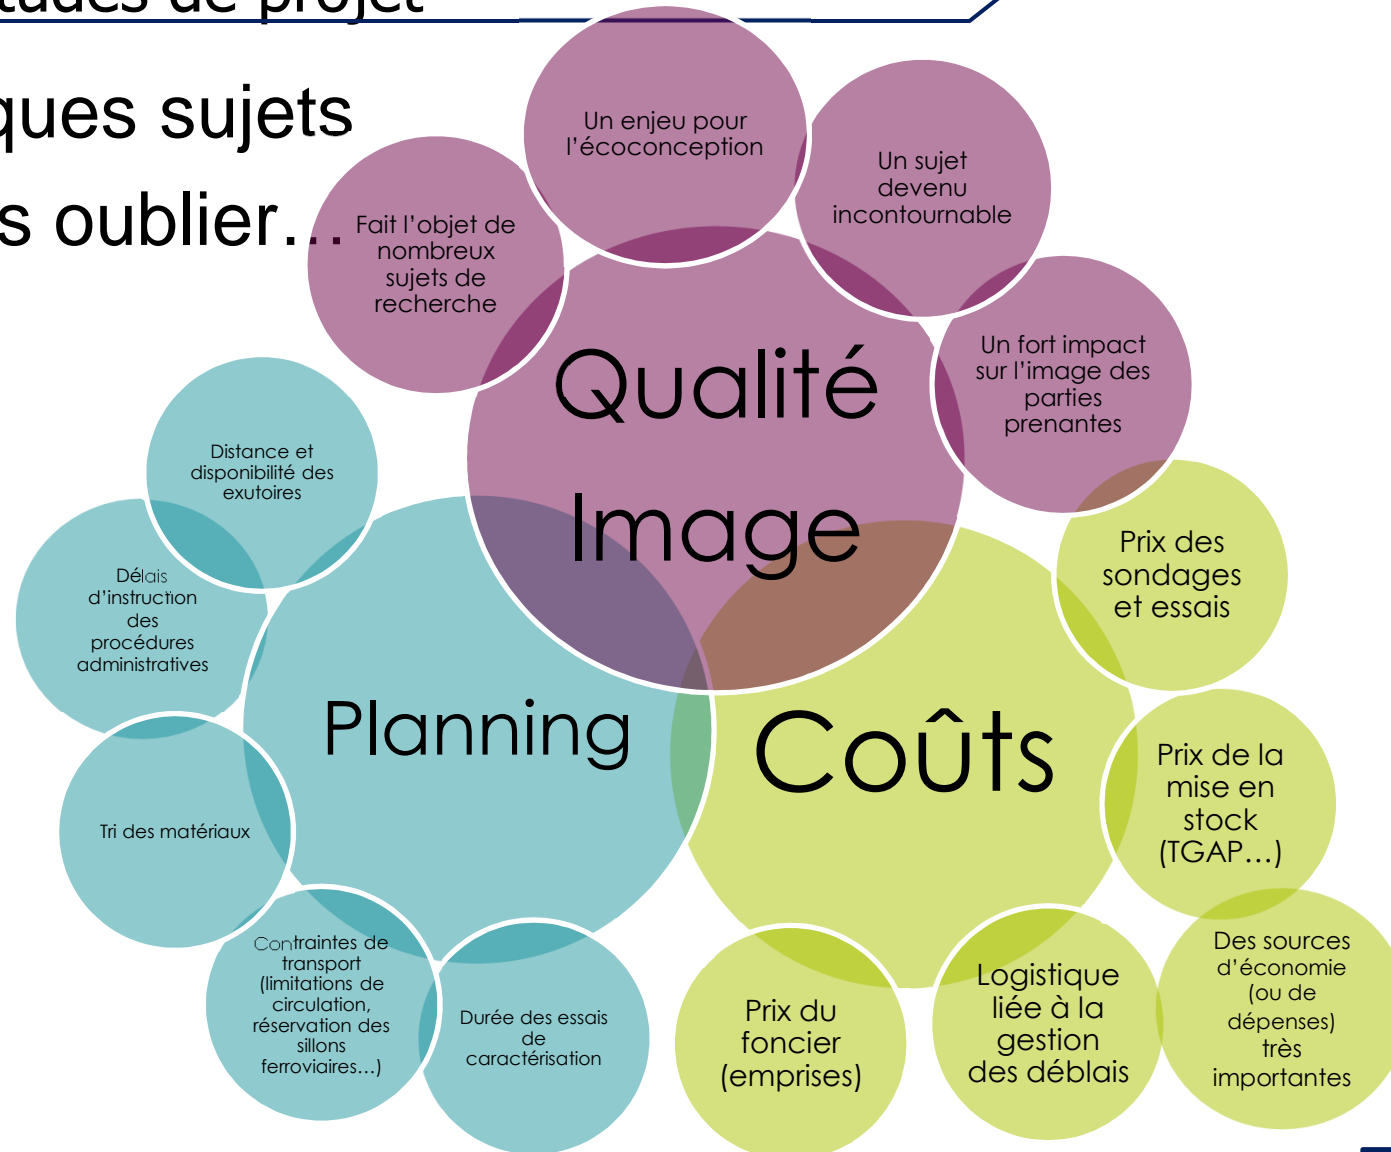 tudes de projet
ques sujets
s oublier…
Un enjeu pour
l’écoconception
Un sujet
devenu
incontournable
Fait l’objet de
nombreux
sujets de
recherche
Un fort impact
sur l’image des
parties
prenantes
Qualité
Image
Distance et
disponibilité des
exutoires
Délais
d’instruction
des
procédures
administratives
Planning
Tri des matériaux
Contraintes de
transport
(limitations de
circulation,
réservation des
sillons
ferroviaires…)
Durée des essais
de
caractérisation
Coûts
Prix des
sondages
et essais
Prix de la
mise en
stock
(TGAP…)
Des sources
d’économie
(ou de
dépenses)
très
importantes
Logistique
liée à la
gestion
des déblais
Prix du
foncier
(emprises)